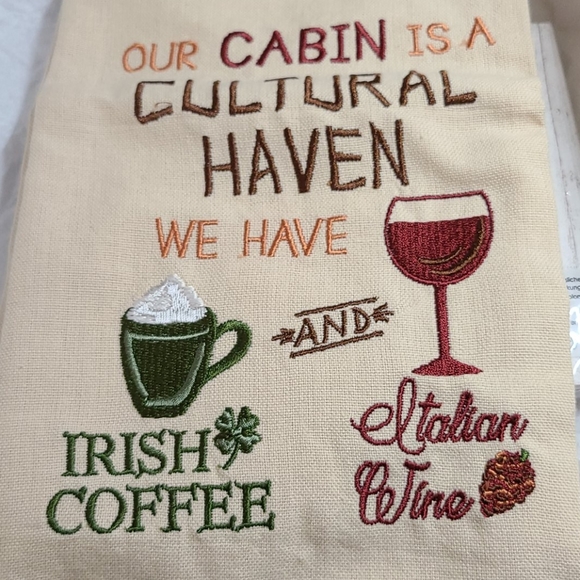 OUR CABIN IS A
CULTURAL
HAVEN
WE HAVE
AND
IRISH
COFFEE
Italian
Wine